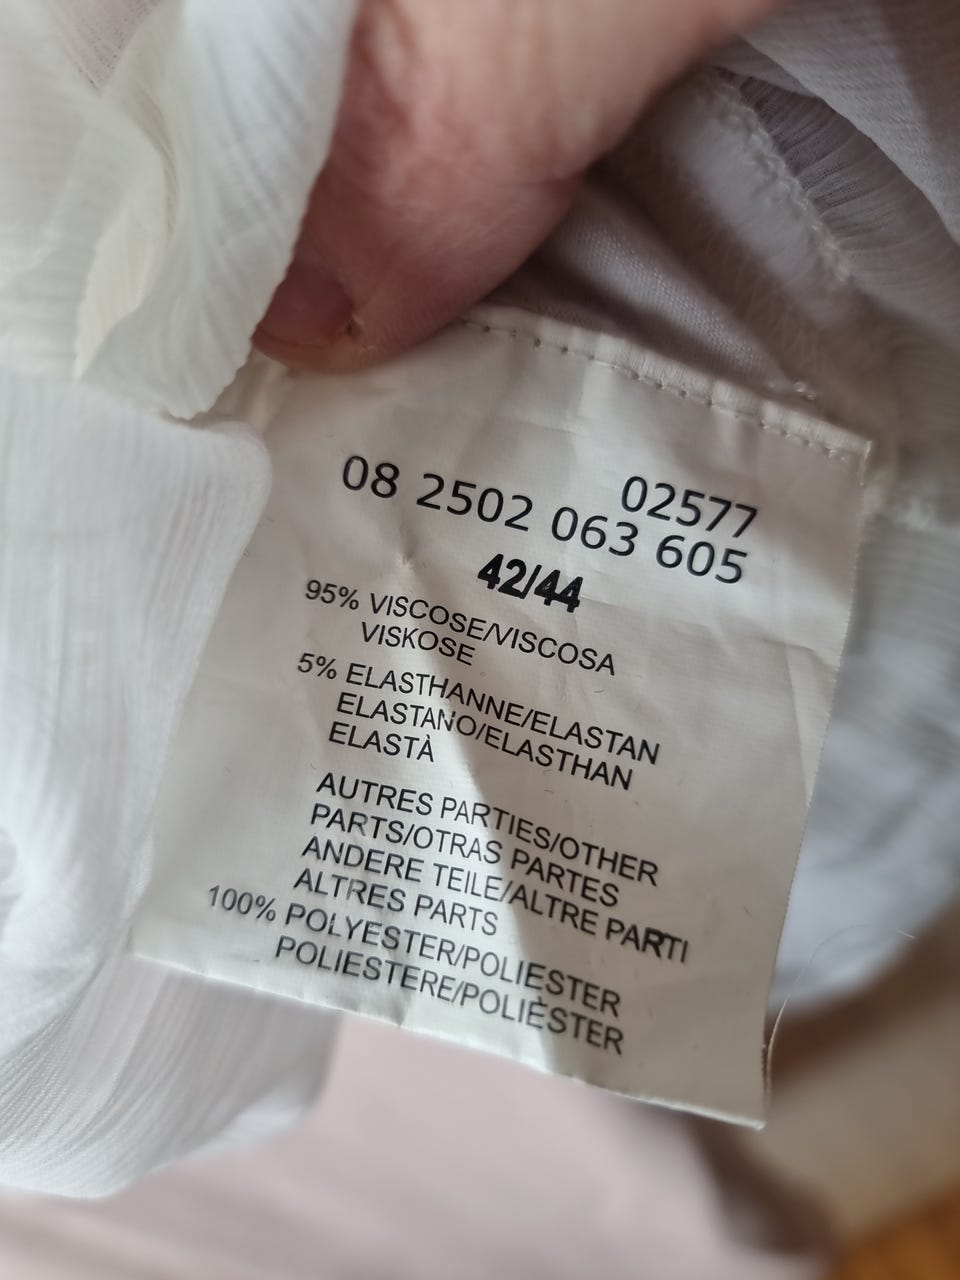 02577
08 2502 063 605
42/44
95% VISCOSE/VISCOSA
VISKOSE
5% ELASTHANNE/ELASTAN
ELASTANO/ELASTHAN
ELASTÀ
AUTRES PARTIES/OTHER
PARTS/OTRAS PARTES
ANDERE TEILE/ALTRE PARTI
ALTRES PARTS
100% POLYESTER/POLIESTER
POLIESTERE/POLIÈSTER